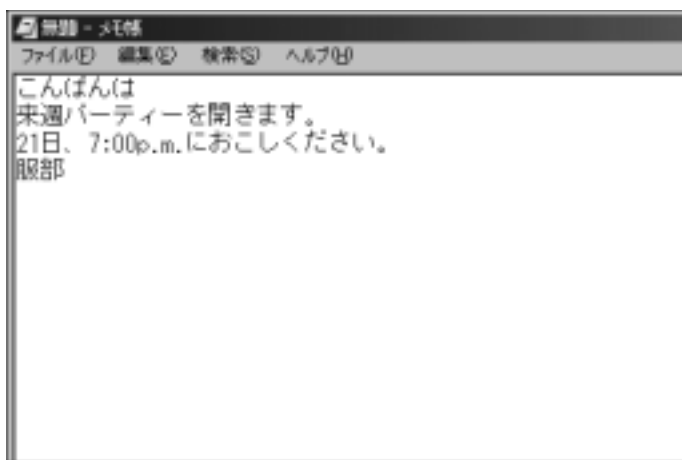 無題 - メモ帳
ファイル(F) 編集(E) 検索(S) ヘルプ(H)
こんばんは
来週パーティーを開きます。
21日、7:00p.m.におこしください。
服部